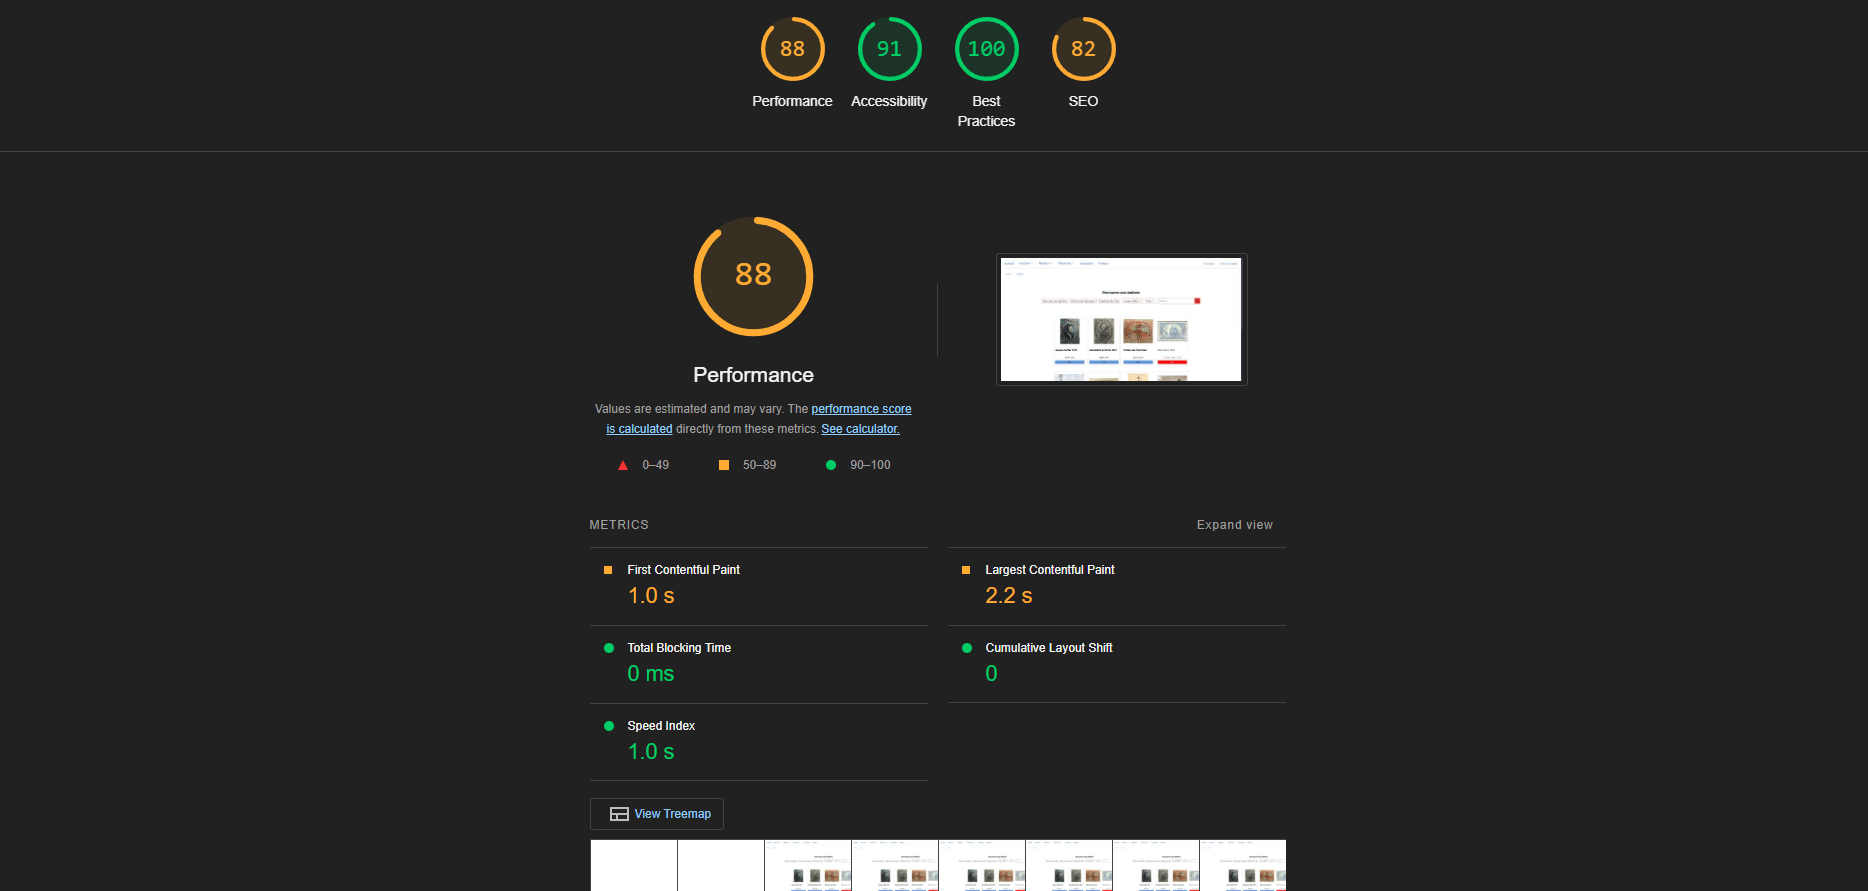 88
91
100
82
Performance
Accessibility
Best
Practices
SEO
88
Performance
Values are estimated and may vary. The performance score
is calculated directly from these metrics. See calculator.
0–49
50–89
90–100
METRICS
Expand view
First Contentful Paint
1.0 s
Largest Contentful Paint
2.2 s
Total Blocking Time
0 ms
Cumulative Layout Shift
0
Speed Index
1.0 s
View Treemap